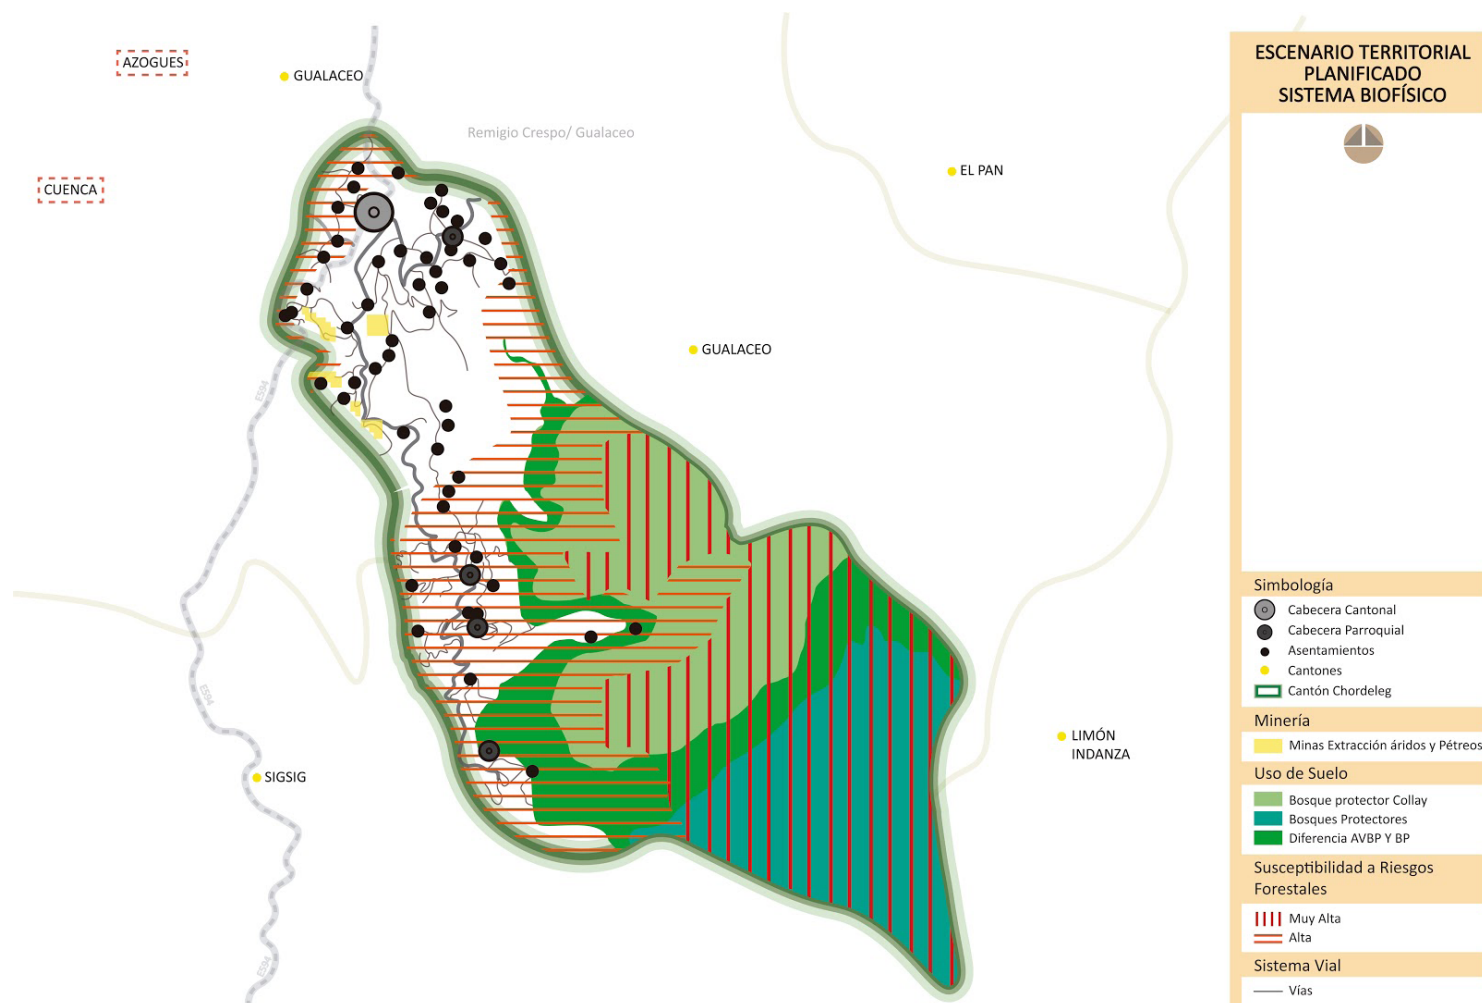 AZOGUES
GUALACEO
Remigio Crespo/ Gualaceo
CUENCA
EL PAN
GUALACEO
E594
E594
SIGSIG
LIMÓN
INDANZA
E594
ESCENARIO TERRITORIAL
PLANIFICADO
SISTEMA BIOFÍSICO
Simbología
Cabecera Cantonal
Cabecera Parroquial
Asentamientos
Cantones
Cantón Chordeleg
Minería
Minas Extracción áridos y Pétreos
Uso de Suelo
Bosque protector Collay
Bosques Protectores
Diferencia AVBP Y BP
Susceptibilidad a Riesgos
Forestales
Muy Alta
Alta
Sistema Vial
Vías